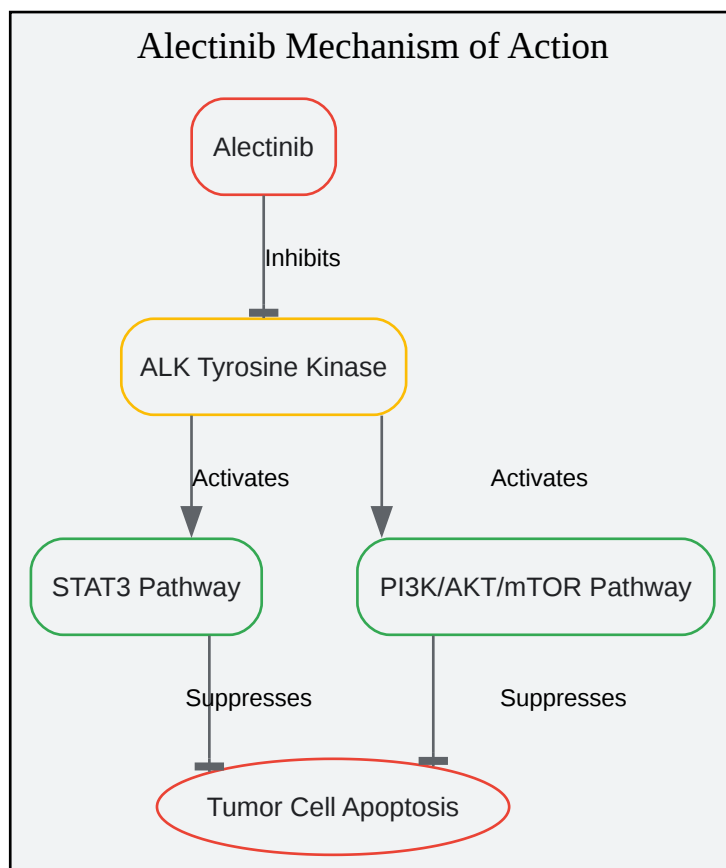 Alectinib Mechanism of Action
Alectinib
Inhibits
ALK Tyrosine Kinase
Activates
Activates
STAT3 Pathway
PI3K/AKT/mTOR Pathway
Suppresses
Suppresses
Tumor Cell Apoptosis